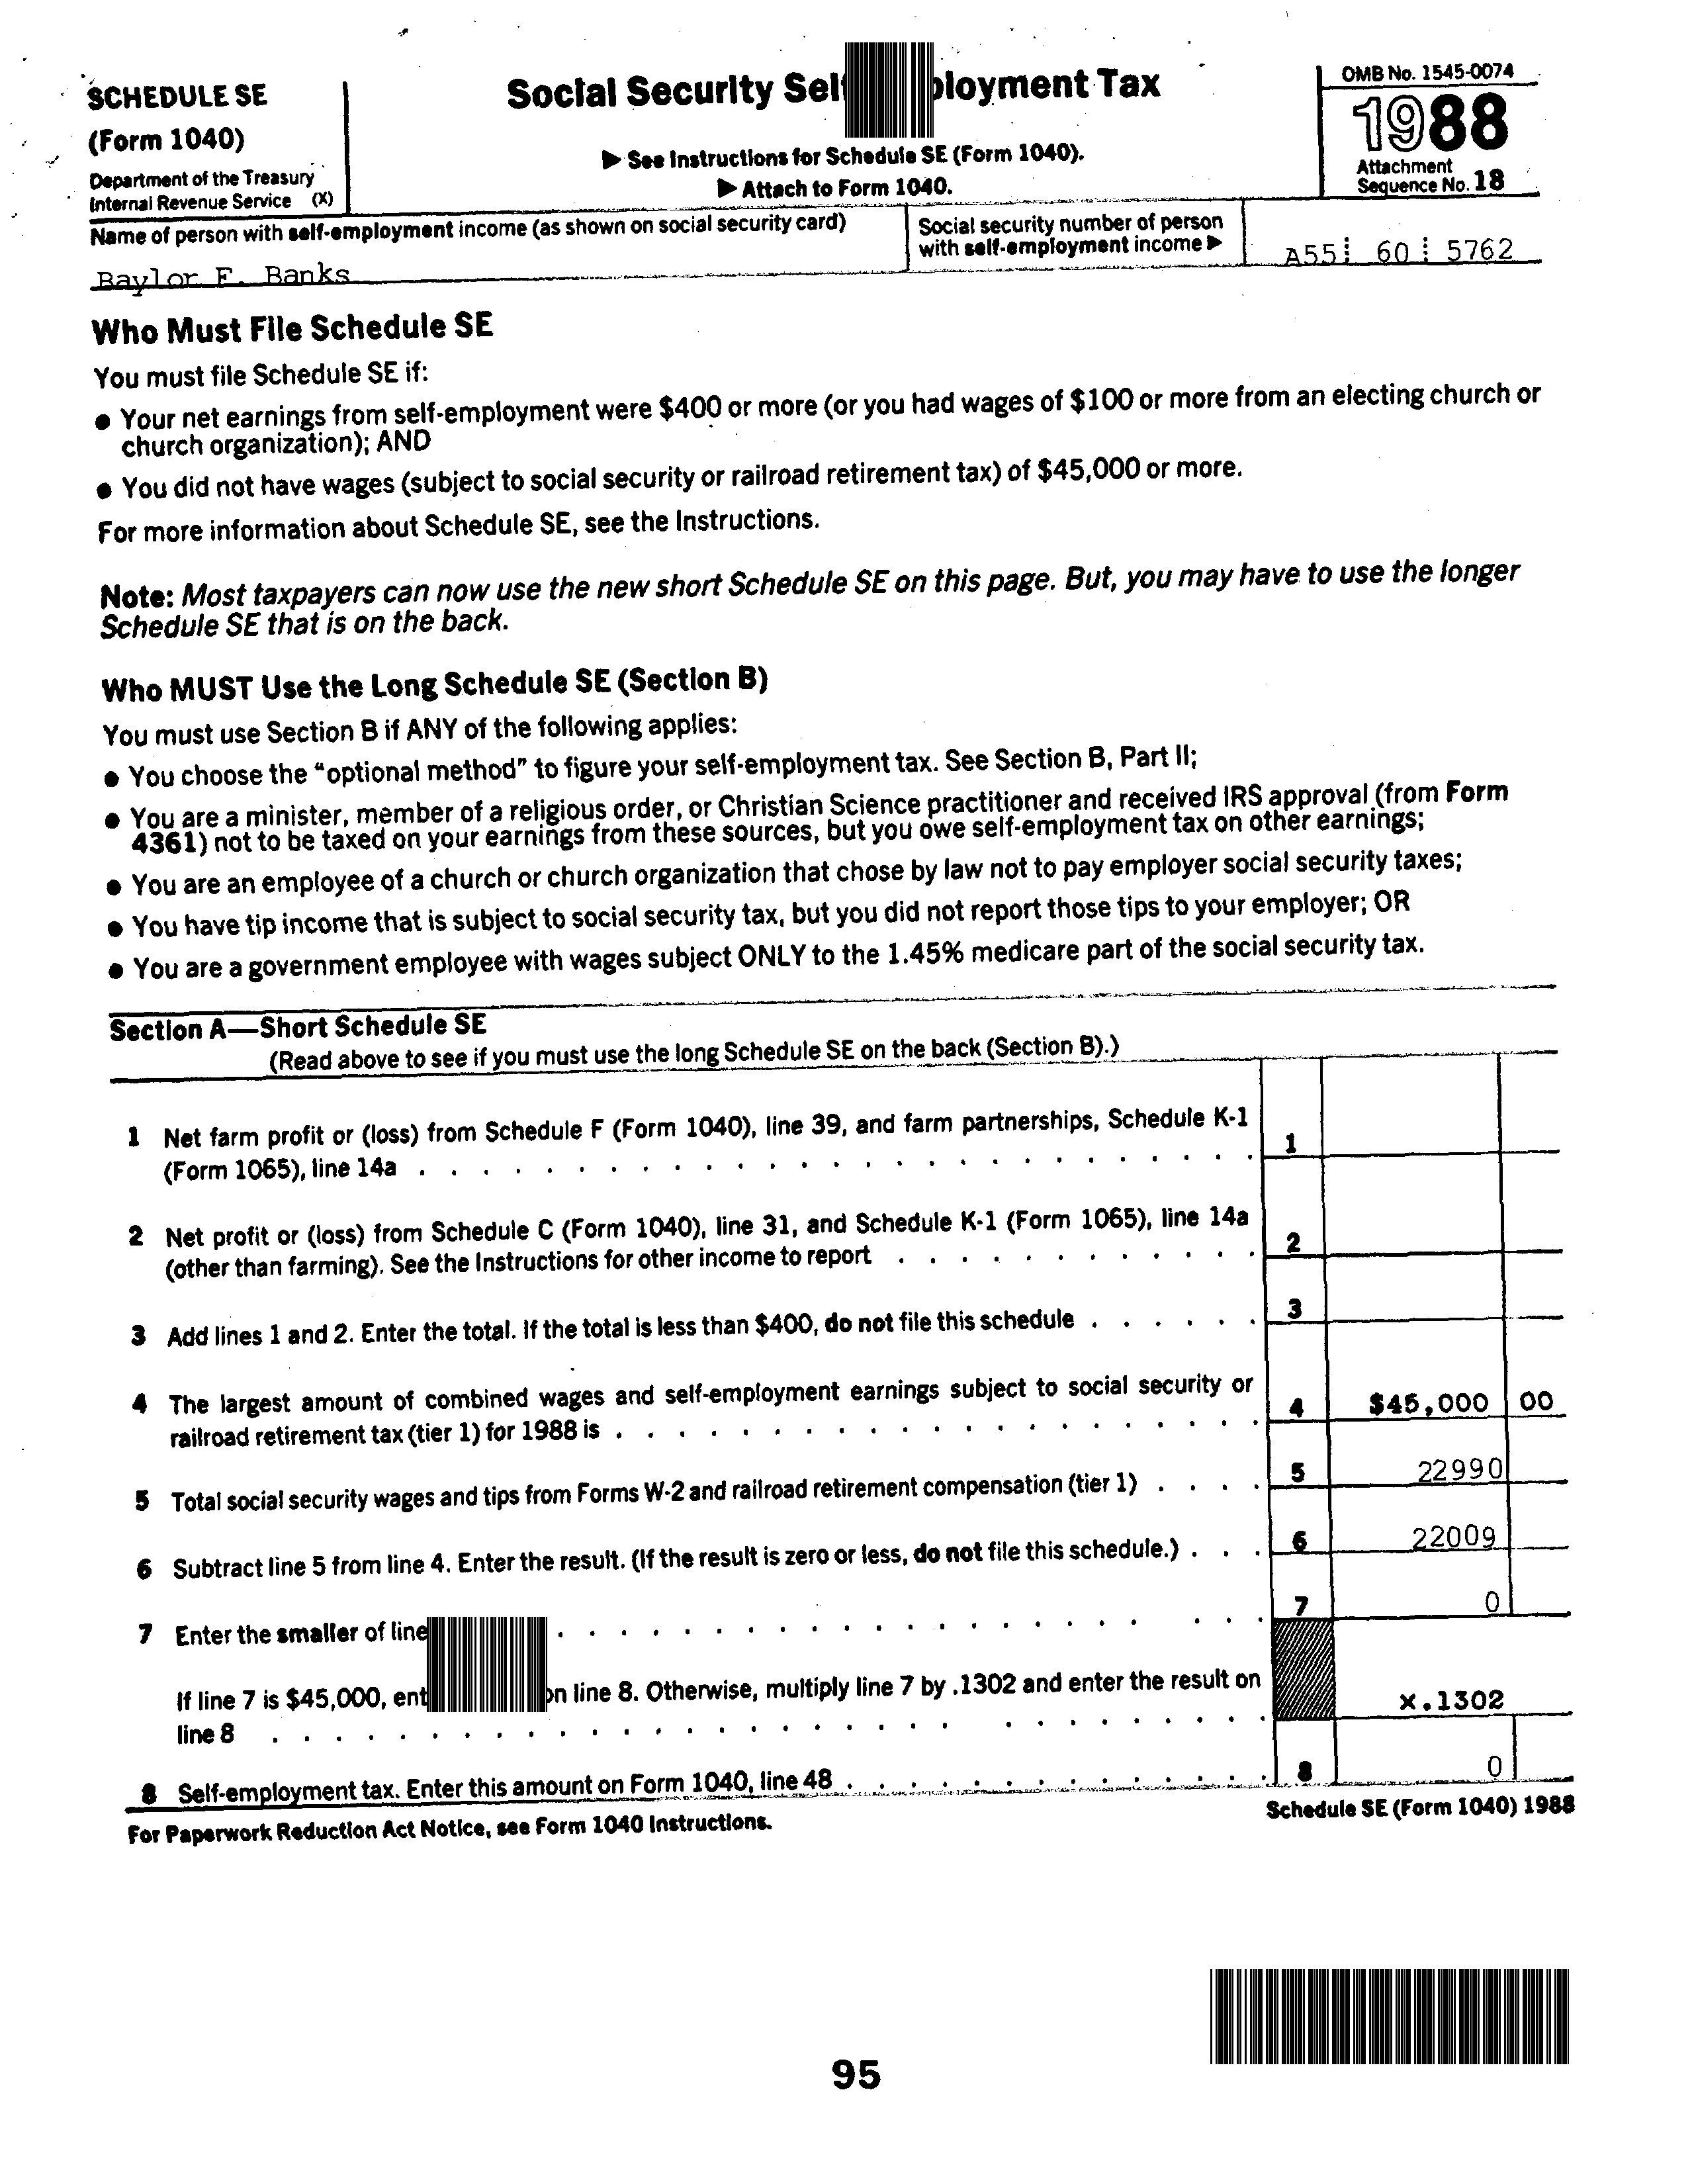 SCHEDULE SE
(Form 1040)
Department of the Treasury
Internal Revenue Service (X)
Social Security Sel ployment Tax
▶ See Instructions for Schedule SE (Form 1040).
▶ Attach to Form 1040.
OMB No. 1545-0074
1988
Attachment
Sequence No. 18
Name of person with self-employment income (as shown on social security card)
Baylor F. Banks
Social security number of person
with self-employment income ▶
A55 60 5762
Who Must File Schedule SE
You must file Schedule SE if:
● Your net earnings from self-employment were $400 or more (or you had wages of $100 or more from an electing church or
church organization); AND
● You did not have wages (subject to social security or railroad retirement tax) of $45,000 or more.
For more information about Schedule SE, see the Instructions.
Note: Most taxpayers can now use the new short Schedule SE on this page. But, you may have to use the longer
Schedule SE that is on the back.
Who MUST Use the Long Schedule SE (Section B)
You must use Section B if ANY of the following applies:
● You choose the “optional method” to figure your self-employment tax. See Section B, Part II;
● You are a minister, member of a religious order, or Christian Science practitioner and received IRS approval (from Form
4361) not to be taxed on your earnings from these sources, but you owe self-employment tax on other earnings;
● You are an employee of a church or church organization that chose by law not to pay employer social security taxes;
● You have tip income that is subject to social security tax, but you did not report those tips to your employer; OR
● You are a government employee with wages subject ONLY to the 1.45% medicare part of the social security tax.
Section A—Short Schedule SE
(Read above to see if you must use the long Schedule SE on the back (Section B).)
1 Net farm profit or (loss) from Schedule F (Form 1040), line 39, and farm partnerships, Schedule K-1
(Form 1065), line 14a . . . . . . . . . . . . . . . . . . . . . . . . . . . 1
2 Net profit or (loss) from Schedule C (Form 1040), line 31, and Schedule K-1 (Form 1065), line 14a
(other than farming). See the Instructions for other income to report . . . . . . . . . . . . 2
3 Add lines 1 and 2. Enter the total. If the total is less than $400, do not file this schedule . . . . . . 3
4 The largest amount of combined wages and self-employment earnings subject to social security or
railroad retirement tax (tier 1) for 1988 is . . . . . . . . . . . . . . . . . . . . . 4 $45,000 00
5 Total social security wages and tips from Forms W-2 and railroad retirement compensation (tier 1) . . . . 5 22990
6 Subtract line 5 from line 4. Enter the result. (If the result is zero or less, do not file this schedule.) . . . 6 22009
7 Enter the smaller of line . . . . . . . . . . . . . . . . . . . . . 7 0
If line 7 is $45,000, ent on line 8. Otherwise, multiply line 7 by .1302 and enter the result on
line 8 . . . . . . . . . . . . . . . . . . . . . . . . . . . . . x.1302
8 Self-employment tax. Enter this amount on Form 1040, line 48 . . . . . . . . . . . . . . 8 0
For Paperwork Reduction Act Notice, see Form 1040 Instructions.
Schedule SE (Form 1040) 1988
95